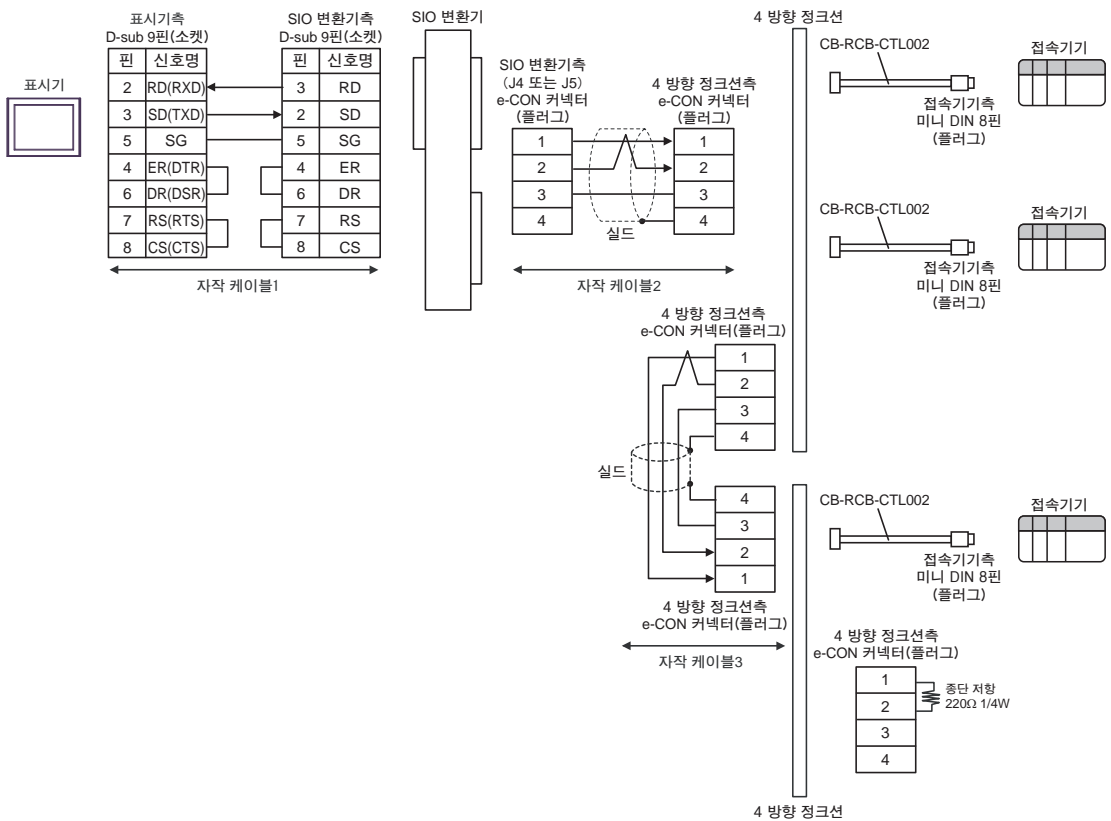 표시기
표시기측
D-sub 9핀(소켓)
핀 신호명
2 RD(RXD)
3 SD(TXD)
5 SG
4 ER(DTR)
6 DR(DSR)
7 RS(RTS)
8 CS(CTS)
SIO 변환기측
D-sub 9핀(소켓)
핀 신호명
3 RD
2 SD
5 SG
4 ER
6 DR
7 RS
8 CS
자작 케이블1
SIO 변환기
SIO 변환기측
(J4 또는 J5)
e-CON 커넥터
(플러그)
1
2
3
4
실드
4 방향 정크션측
e-CON 커넥터
(플러그)
1
2
3
4
자작 케이블2
4 방향 정크션
CB-RCB-CTL002
접속기기측
미니 DIN 8핀
(플러그)
접속기기
CB-RCB-CTL002
접속기기측
미니 DIN 8핀
(플러그)
접속기기
4 방향 정크션측
e-CON 커넥터(플러그)
1
2
3
4
실드
4
3
2
1
4 방향 정크션측
e-CON 커넥터(플러그)
자작 케이블3
CB-RCB-CTL002
접속기기측
미니 DIN 8핀
(플러그)
접속기기
4 방향 정크션측
e-CON 커넥터(플러그)
1
2
3
4
종단 저항
220Ω 1/4W
4 방향 정크션